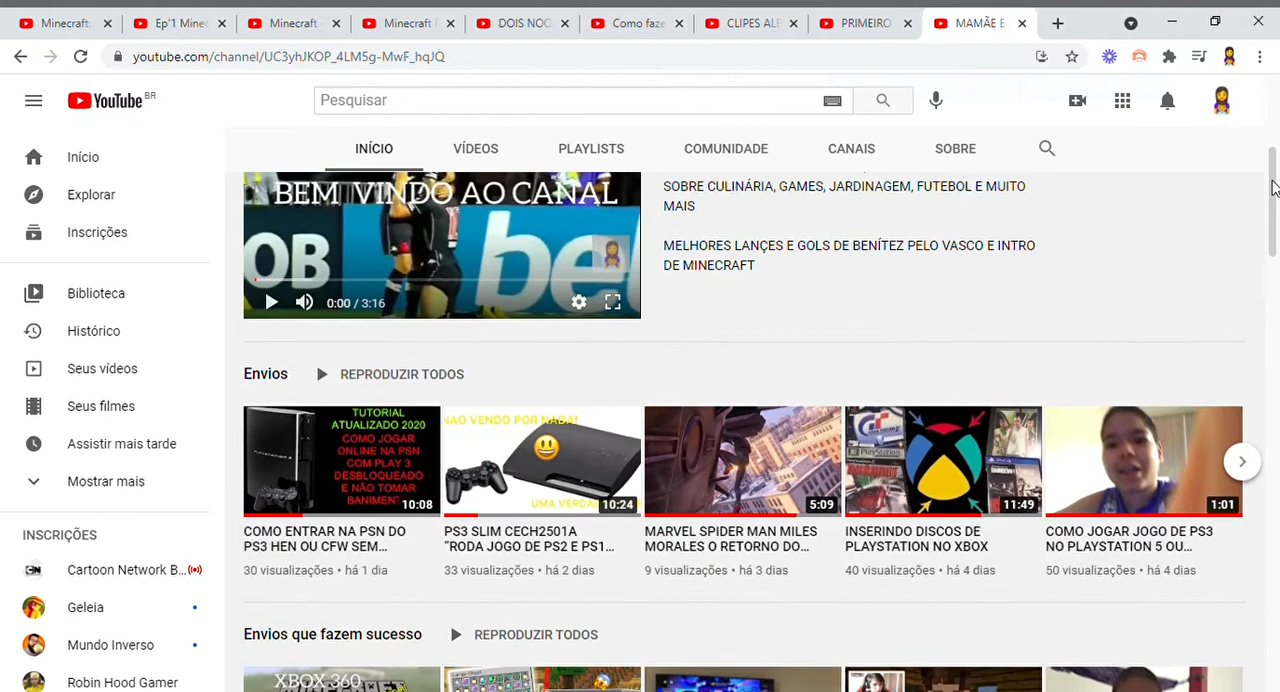 Minecraft:
Ep'1 Minec
Minecraft -
Minecraft
DOIS NOO
Como faze
CLIPES ALE
PRIMEIRO
MAMÃE E
youtube.com/channel/UC3yhJKOP_4LM5g-MwF_hqJQ
YouTube BR
Pesquisar
INÍCIO
VÍDEOS
PLAYLISTS
COMUNIDADE
CANAIS
SOBRE
Início
Explorar
Inscrições
Biblioteca
Histórico
Seus vídeos
Seus filmes
Assistir mais tarde
Mostrar mais
INSCRIÇÕES
CN Cartoon Network B...
Geleia
Mundo Inverso
Robin Hood Gamer
BEM VINDO AO CANAL
OB
be
0:00 / 3:16
SOBRE CULINÁRIA, GAMES, JARDINAGEM, FUTEBOL E MUITO
MAIS
MELHORES LANÇES E GOLS DE BENÍTEZ PELO VASCO E INTRO
DE MINECRAFT
Envios
REPRODUZIR TODOS
TUTORIAL
ATUALIZADO 2020
COMO JOGAR
ONLINE NA PSN
COM PLAY 3
DESBLOQUEADO
E NÃO TOMAR
BANIMENT
10:08
COMO ENTRAR NA PSN DO
PS3 HEN OU CFW SEM...
30 visualizações • há 1 dia
NAO VENDO POR NADA!
UMA VERDA
10:24
PS3 SLIM CECH2501A
“RODA JOGO DE PS2 E PS1...
33 visualizações • há 2 dias
5:09
MARVEL SPIDER MAN MILES
MORALES O RETORNO DO...
9 visualizações • há 3 dias
PlayStation
11:49
INSERINDO DISCOS DE
PLAYSTATION NO XBOX
40 visualizações • há 4 dias
1:01
COMO JOGAR JOGO DE PS3
NO PLAYSTATION 5 OU...
50 visualizações • há 4 dias
Envios que fazem sucesso
REPRODUZIR TODOS
XBOX 360